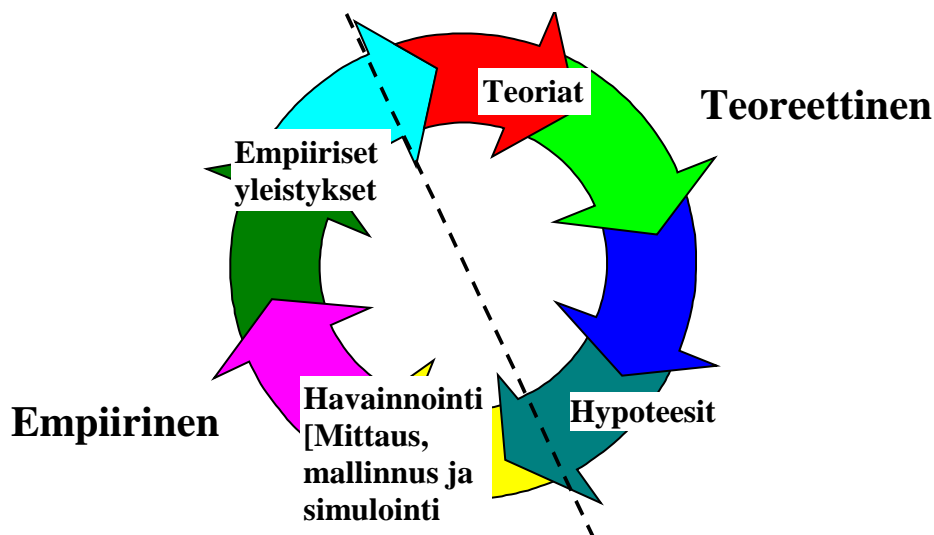 Teoriat
Teoreettinen
Empiiriset
yleistykset
Havainnointi
[Mittaus,
mallinnus ja
simulointi
Hypoteesit
Empiirinen